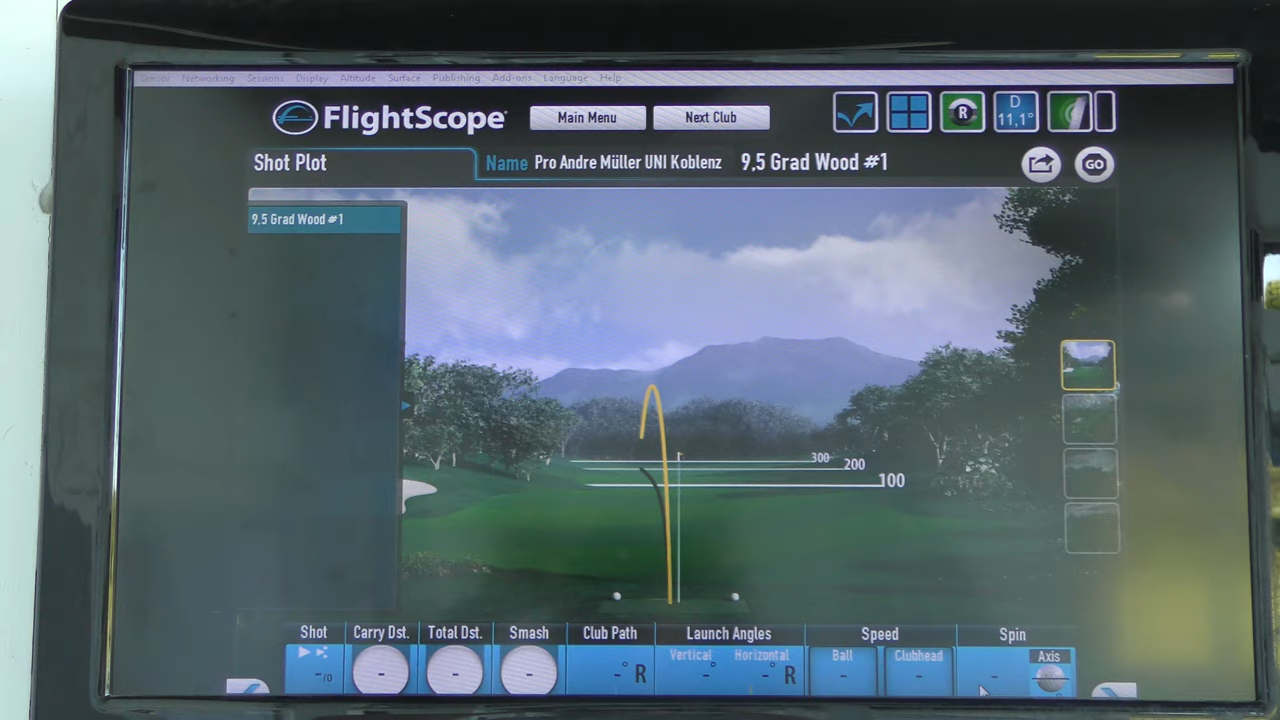 Sensor Networking Sessions Display Altitude Surface Publishing Add-ons Language Help
FlightScope Main Menu Next Club R D 11,1°
Shot Plot Name Pro Andre Müller UNI Koblenz 9,5 Grad Wood #1 GO
9.5 Grad Wood #1
300
200
100
Shot Carry Dst. Total Dst. Smash Club Path Launch Angles Speed Spin
Vertical Horizontal Ball Clubhead Axis
-/0 - - - -° R -° -° R - - -